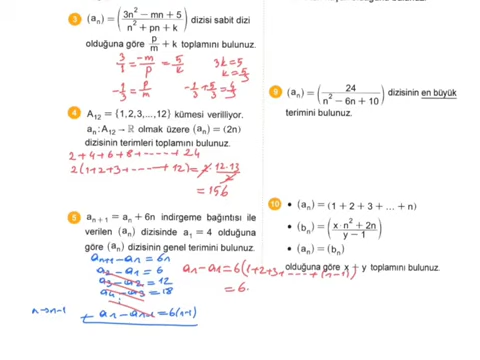 3 (aₙ) = (3n² – mn + 5 / n² + pn + k) dizisi sabit dizi
olduğuna göre p/m + k toplamını bulunuz.
3/1 = -m/p = 5/k 3k = 5
k = 5/3
-1/3 = p/m -1/3 + 5/3 = 4/3
4 A₁₂ = {1,2,3,...,12} kümesi veriliyor.
aₙ: A₁₂ → ℝ olmak üzere (aₙ) = (2n)
dizisinin terimleri toplamını bulunuz.
2+4+6+8+-----+24
2(1+2+3+-----+12) = 2·12·13/2
= 156
5 aₙ₊₁ = aₙ + 6n indirgeme bağıntısı ile
verilen (aₙ) dizisinde a₁ = 4 olduğuna
göre (aₙ) dizisinin genel terimini bulunuz.
aₙ₊₁ - aₙ = 6n
a₂ - a₁ = 6
a₃ - a₂ = 12
a₄ - a₃ = 18
n→n-1
+ aₙ - aₙ₋₁ = 6(n-1)
aₙ - a₁ = 6(1+2+3+-----+(n-1))
= 6.
9 (aₙ) = (24 / n² – 6n + 10) dizisinin en büyük
terimini bulunuz.
10 • (aₙ) = (1 + 2 + 3 + ... + n)
• (bₙ) = (x · n² + 2n / y – 1)
• (aₙ) = (bₙ)
olduğuna göre x + y toplamını bulunuz.